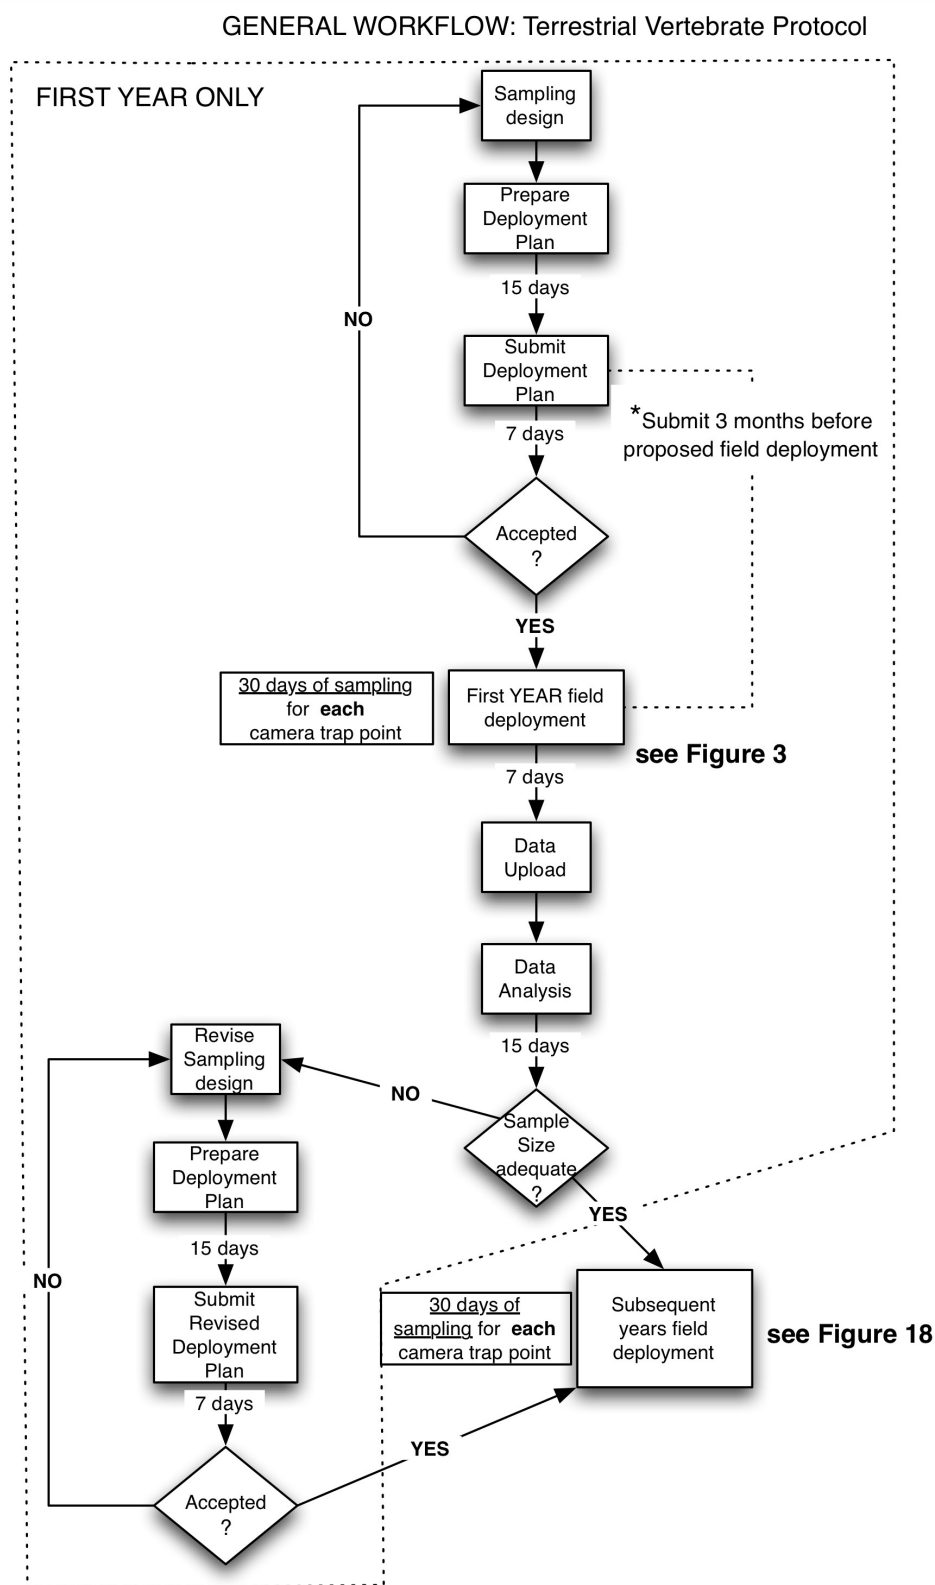 GENERAL WORKFLOW: Terrestrial Vertebrate Protocol
FIRST YEAR ONLY
Sampling
design
Prepare
Deployment
Plan
15 days
NO
Submit
Deployment
Plan
*Submit 3 months before
proposed field deployment
7 days
Accepted
?
YES
30 days of sampling
for each
camera trap point
First YEAR field
deployment
see Figure 3
7 days
Data
Upload
Data
Analysis
15 days
Sample
Size
adequate
?
NO
Revise
Sampling
design
Prepare
Deployment
Plan
15 days
NO
Submit
Revised
Deployment
Plan
7 days
Accepted
?
YES
YES
30 days of
sampling for each
camera trap point
Subsequent
years field
deployment
see Figure 18